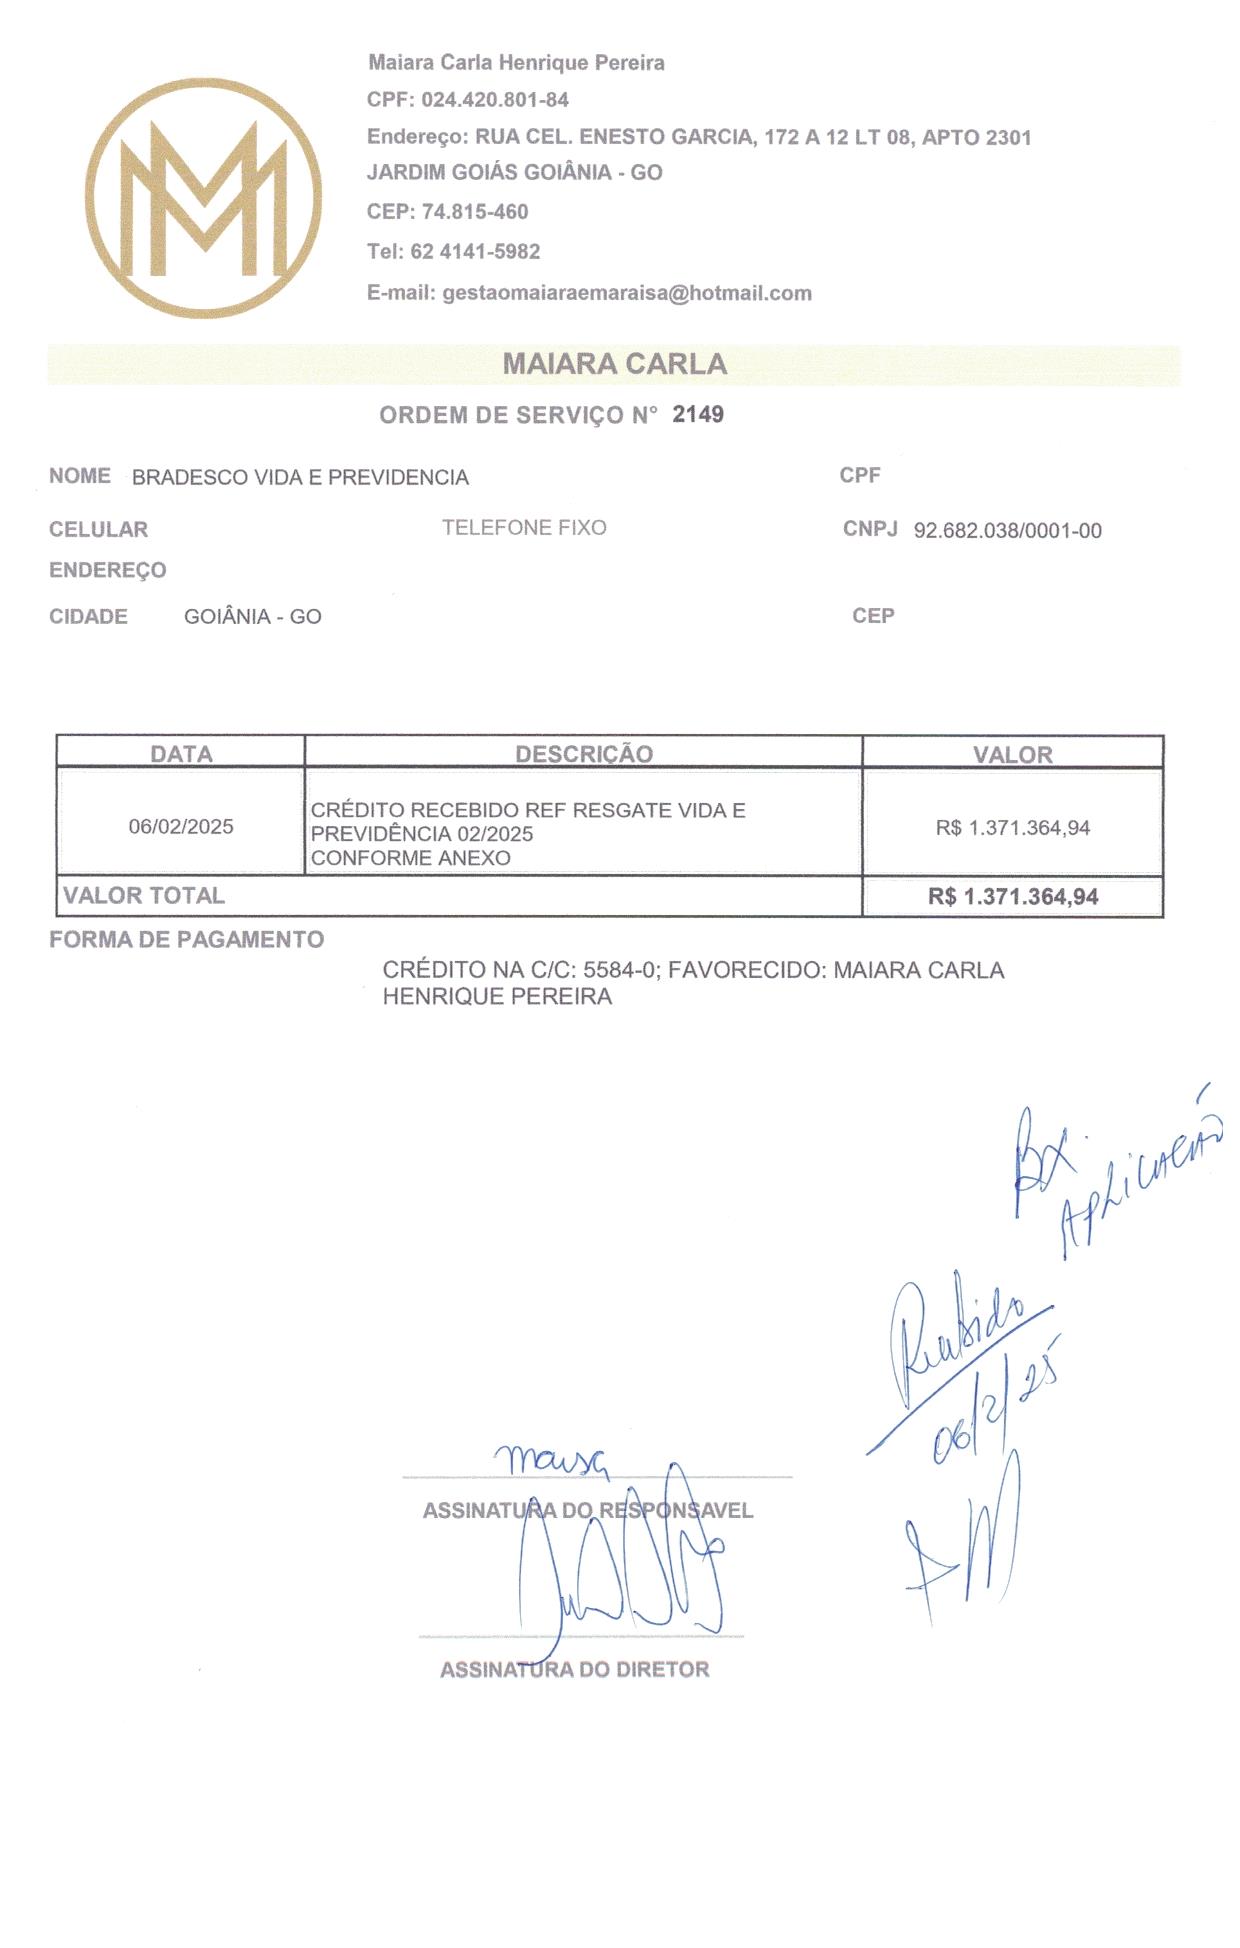 Maiara Carla Henrique Pereira
CPF: 024.420.801-84
Endereço: RUA CEL. ENESTO GARCIA, 172 A 12 LT 08, APTO 2301
JARDIM GOIÁS GOIÂNIA - GO
CEP: 74.815-460
Tel: 62 4141-5982
E-mail: gestaomaiaraemaraisa@hotmail.com
MAIARA CARLA
ORDEM DE SERVIÇO N° 2149
NOME BRADESCO VIDA E PREVIDENCIA CPF
CELULAR TELEFONE FIXO CNPJ 92.682.038/0001-00
ENDEREÇO
CIDADE GOIÂNIA - GO CEP
DATA DESCRIÇÃO VALOR
06/02/2025 CRÉDITO RECEBIDO REF RESGATE VIDA E R$ 1.371.364,94
PREVIDÊNCIA 02/2025
CONFORME ANEXO
VALOR TOTAL R$ 1.371.364,94
FORMA DE PAGAMENTO
CRÉDITO NA C/C: 5584-0; FAVORECIDO: MAIARA CARLA
HENRIQUE PEREIRA
BX.
APLICAÇÃO
Recebido
06/2/25
ASSINATURA DO RESPONSAVEL
ASSINATURA DO DIRETOR